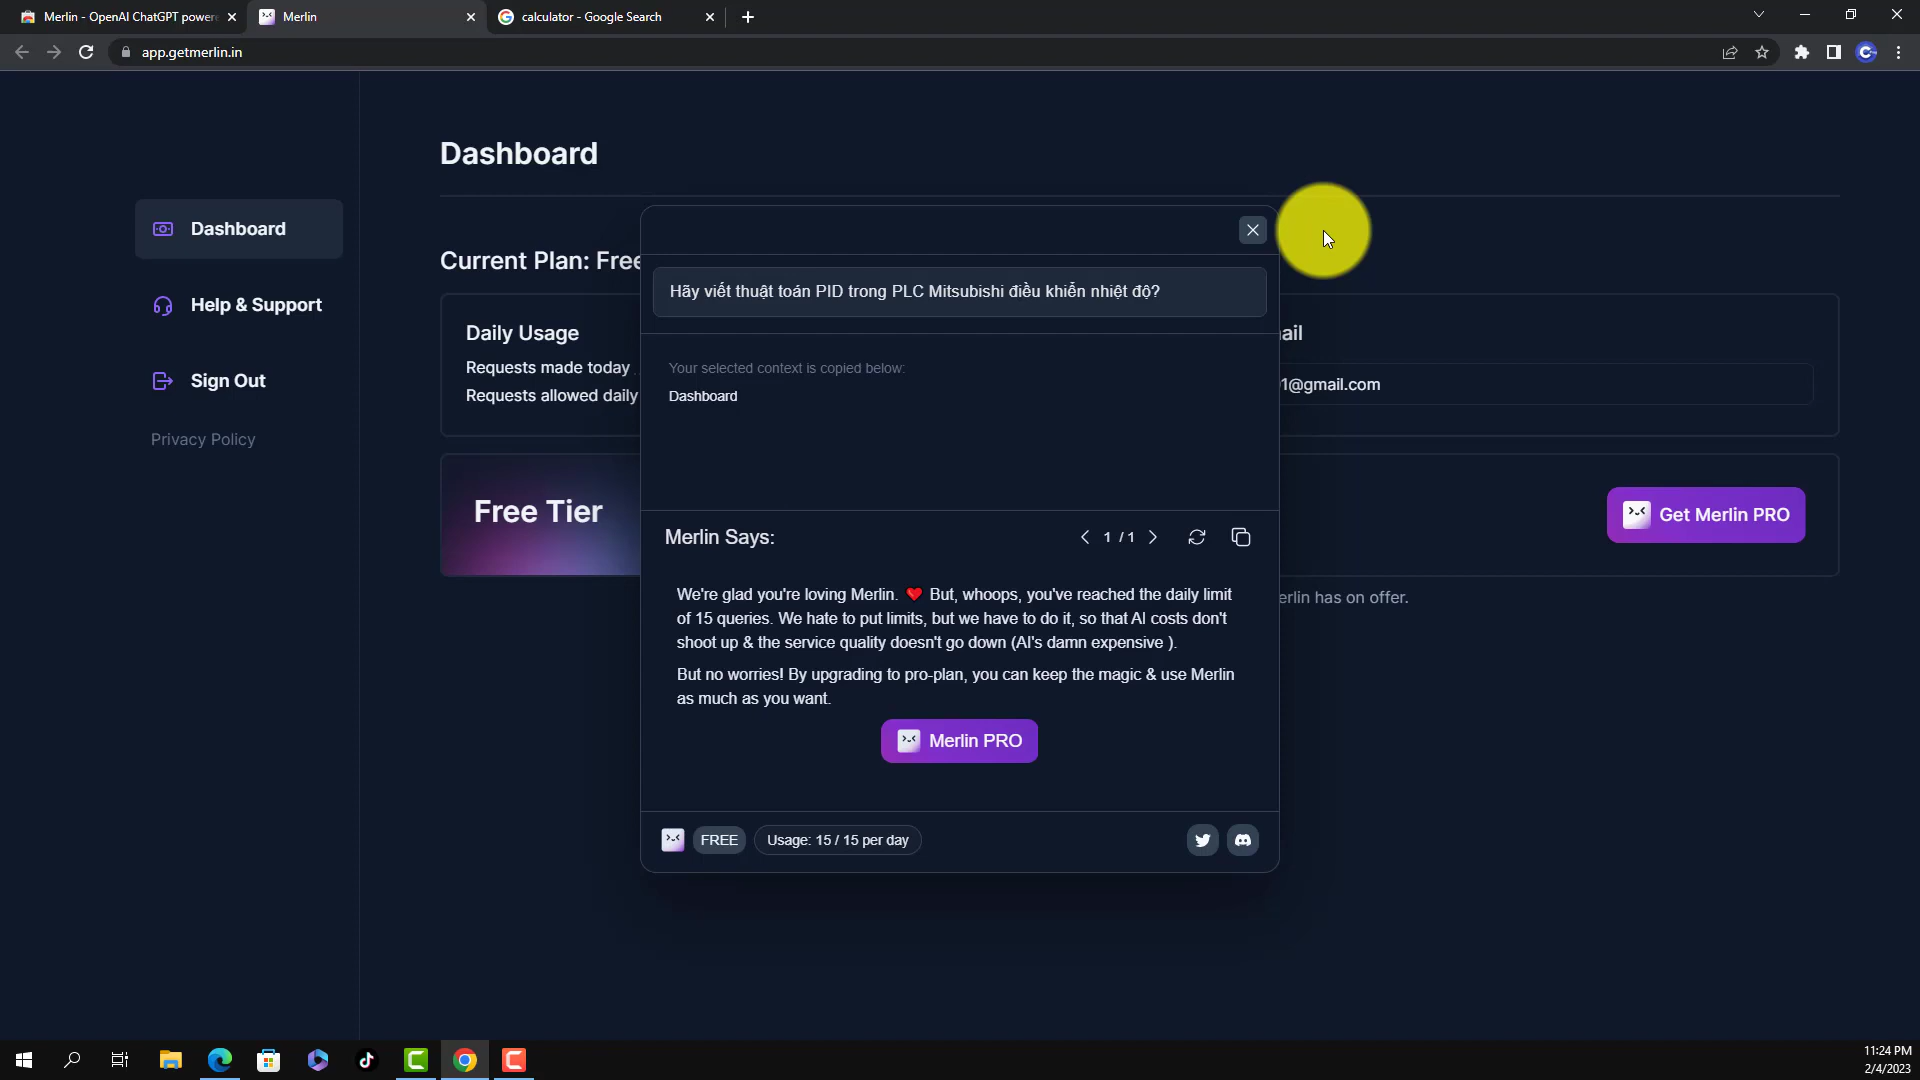 Merlin - OpenAI ChatGPT power
Merlin
calculator - Google Search
app.getmerlin.in
Dashboard
Help & Support
Sign Out
Privacy Policy
Dashboard
Current Plan: Free
Daily Usage
Requests made today
Requests allowed daily
ail
1@gmail.com
Free Tier
Get Merlin PRO
erlin has on offer.
Hãy viết thuật toán PID trong PLC Mitsubishi điều khiển nhiệt độ?
Your selected context is copied below:
Dashboard
Merlin Says:
1 / 1
We're glad you're loving Merlin. ❤️ But, whoops, you've reached the daily limit
of 15 queries. We hate to put limits, but we have to do it, so that AI costs don't
shoot up & the service quality doesn't go down (AI's damn expensive ).
But no worries! By upgrading to pro-plan, you can keep the magic & use Merlin
as much as you want.
Merlin PRO
FREE
Usage: 15 / 15 per day
11:24 PM
2/4/2023